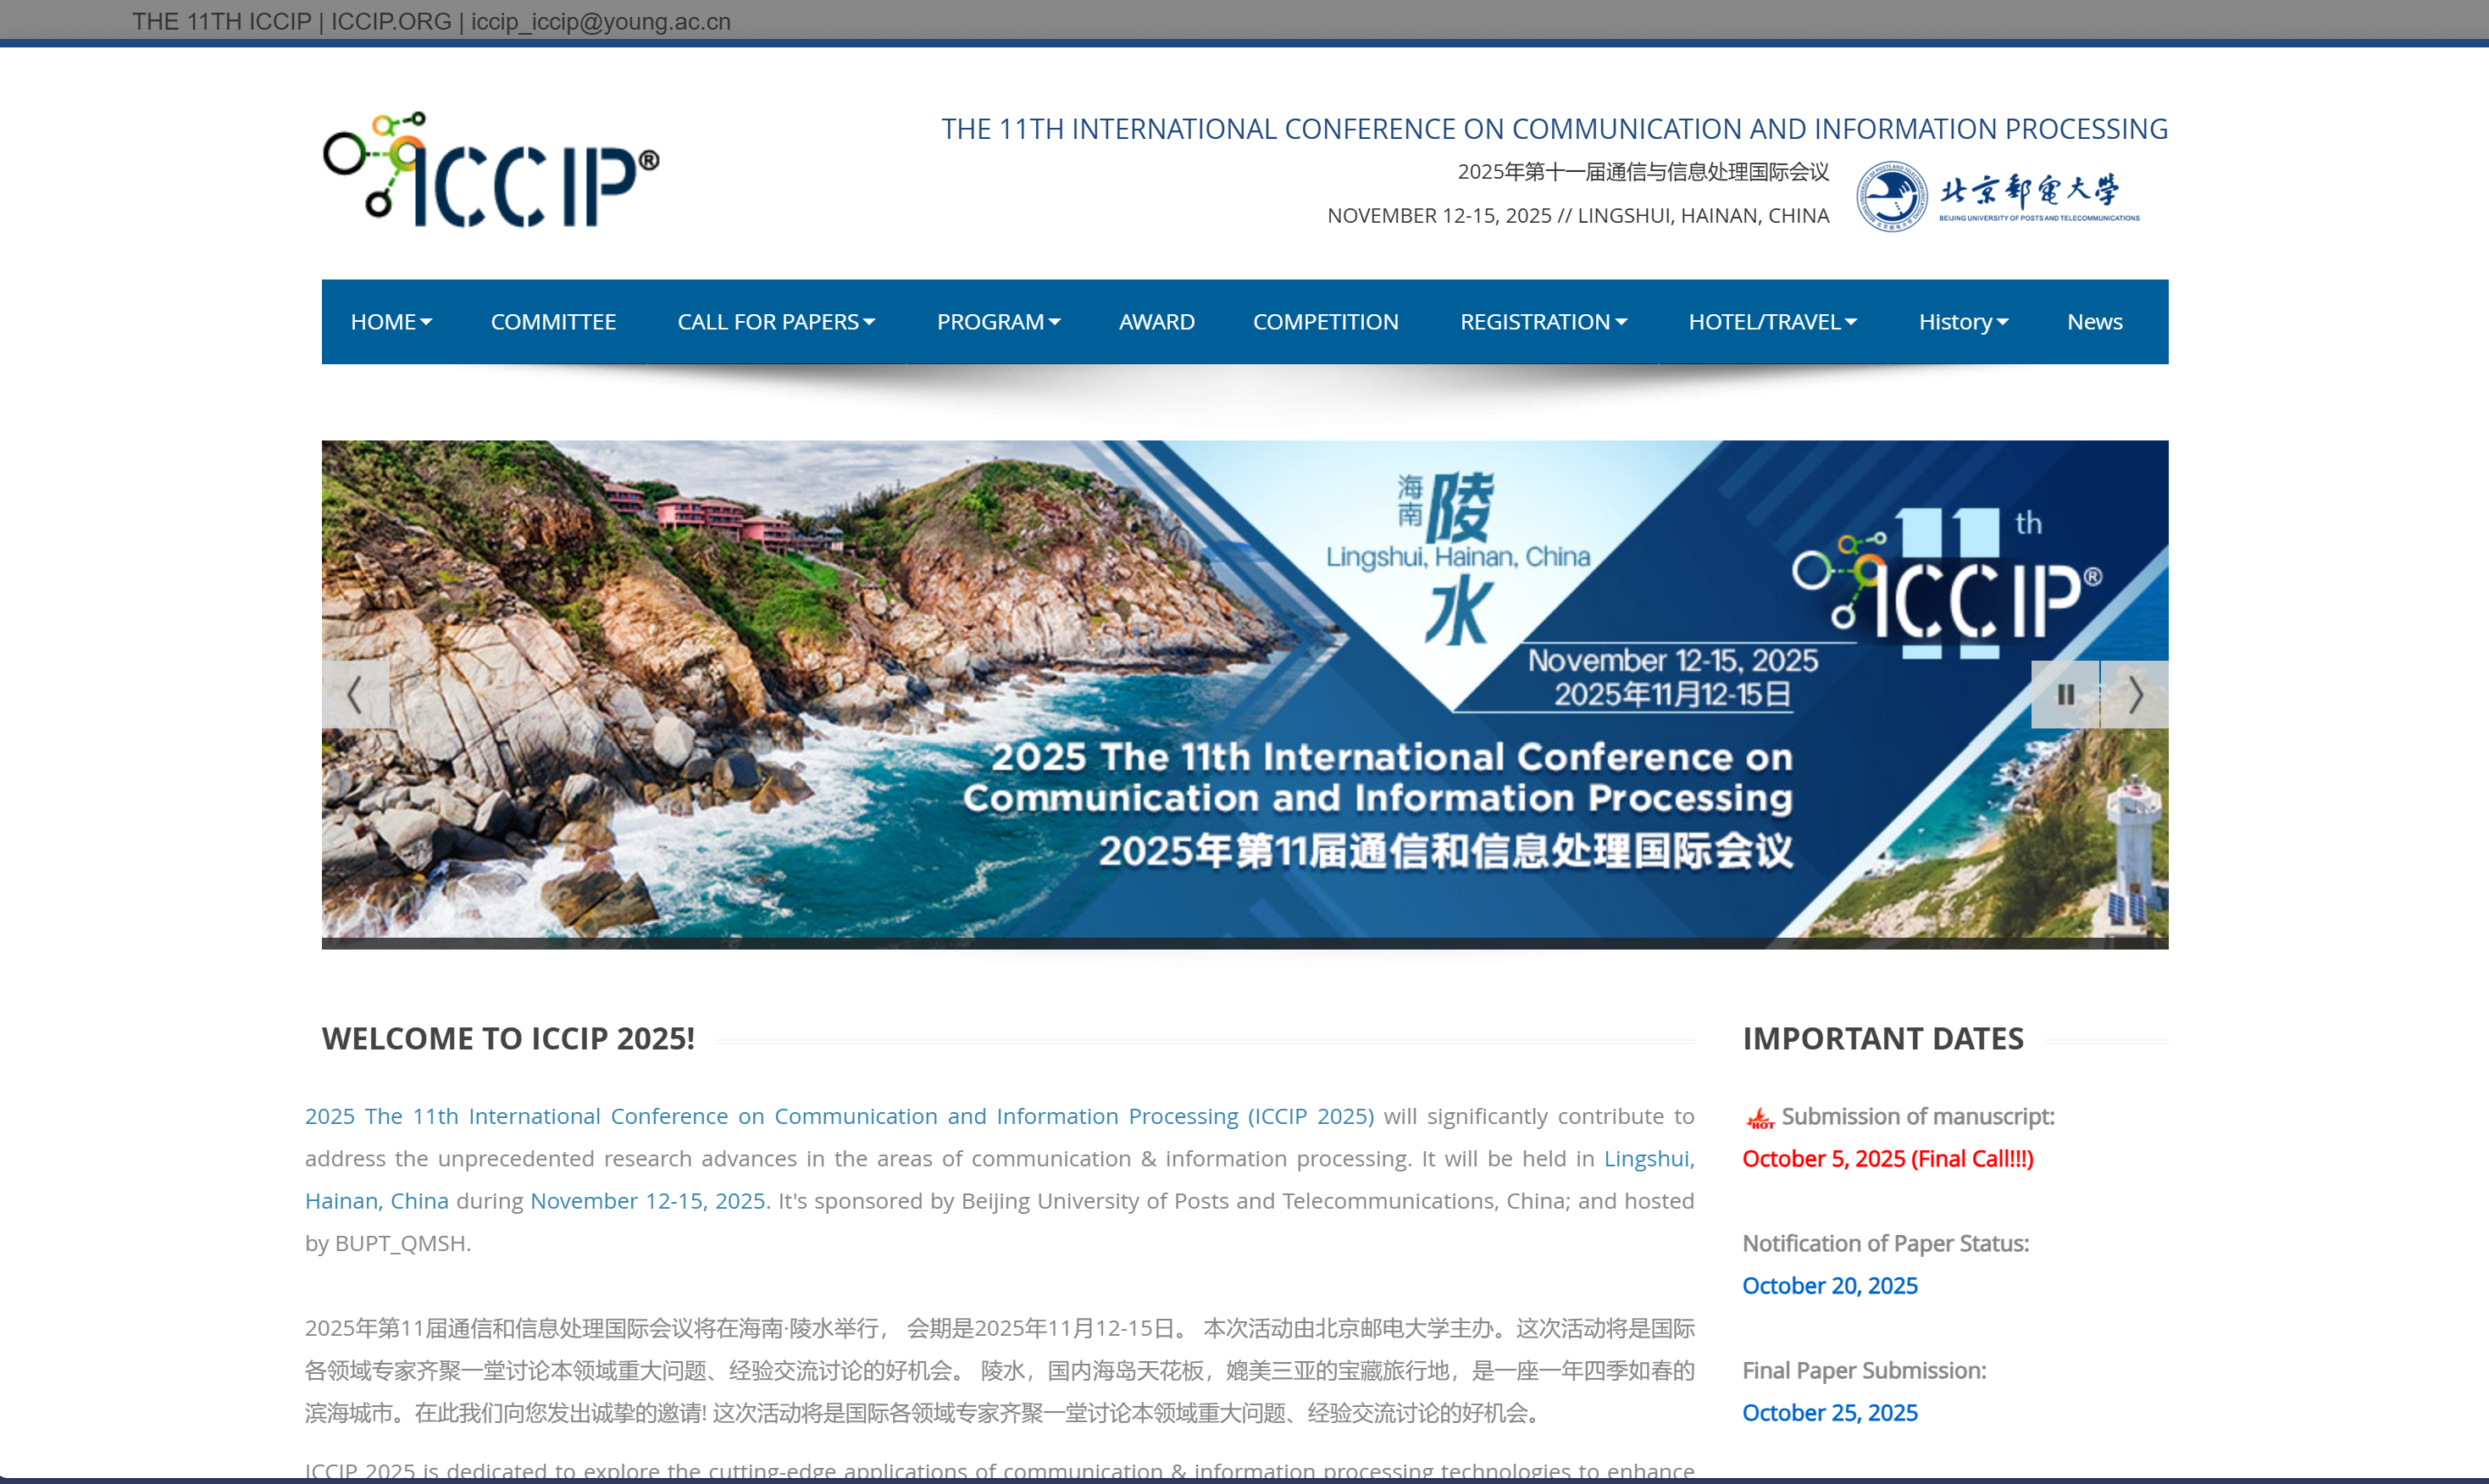 THE 11TH ICCIP | ICCIP.ORG | iccip_iccip@young.ac.cn
ICCIP®
THE 11TH INTERNATIONAL CONFERENCE ON COMMUNICATION AND INFORMATION PROCESSING
2025年第十一届通信与信息处理国际会议
NOVEMBER 12-15, 2025 // LINGSHUI, HAINAN, CHINA
北京郵電大學
BEIJING UNIVERSITY OF POSTS AND TELECOMMUNICATIONS
HOME COMMITTEE CALL FOR PAPERS PROGRAM AWARD COMPETITION REGISTRATION HOTEL/TRAVEL History News
海南
陵
Lingshui, Hainan, China
水
11th
ICCIP®
November 12-15, 2025
2025年11月12-15日
2025 The 11th International Conference on
Communication and Information Processing
2025年第11届通信和信息处理国际会议
WELCOME TO ICCIP 2025!
2025 The 11th International Conference on Communication and Information Processing (ICCIP 2025) will significantly contribute to
address the unprecedented research advances in the areas of communication & information processing. It will be held in Lingshui,
Hainan, China during November 12-15, 2025. It's sponsored by Beijing University of Posts and Telecommunications, China; and hosted
by BUPT_QMSH.
2025年第11届通信和信息处理国际会议将在海南·陵水举行， 会期是2025年11月12-15日。 本次活动由北京邮电大学主办。这次活动将是国际
各领域专家齐聚一堂讨论本领域重大问题、经验交流讨论的好机会。 陵水，国内海岛天花板，媲美三亚的宝藏旅行地，是一座一年四季如春的
滨海城市。在此我们向您发出诚挚的邀请! 这次活动将是国际各领域专家齐聚一堂讨论本领域重大问题、经验交流讨论的好机会。
ICCIP 2025 is dedicated to explore the cutting-edge applications of communication & information processing technologies to enhance
IMPORTANT DATES
HOT Submission of manuscript:
October 5, 2025 (Final Call!!!)
Notification of Paper Status:
October 20, 2025
Final Paper Submission:
October 25, 2025